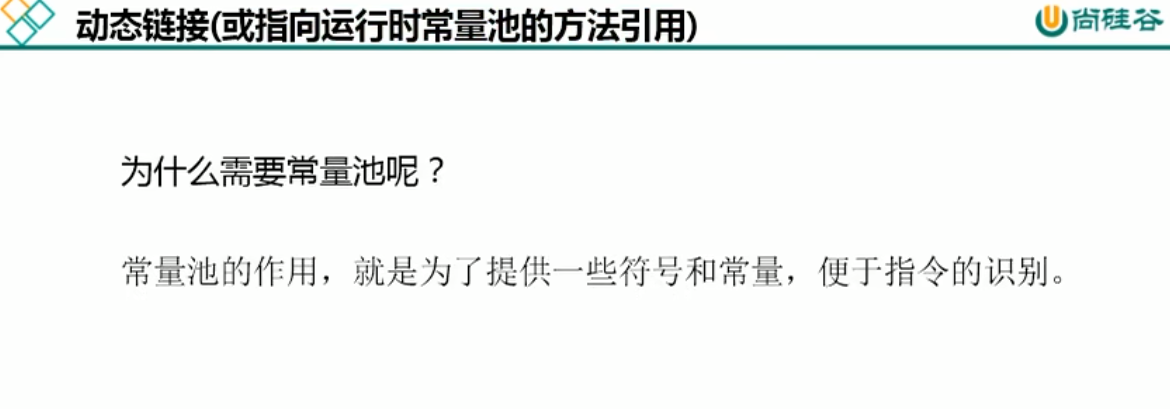 动态链接(或指向运行时常量池的方法引用)
尚硅谷
为什么需要常量池呢？
常量池的作用，就是为了提供一些符号和常量，便于指令的识别。